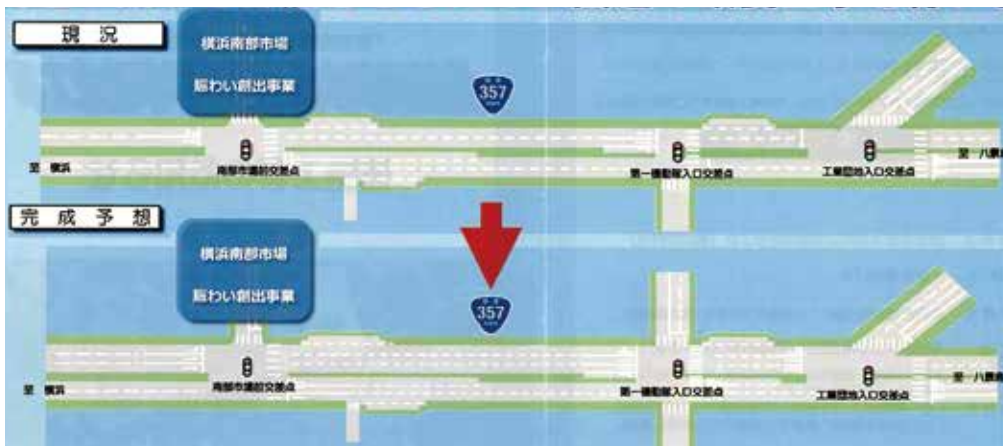 現況
横浜南部市場
賑わい創出事業
357
至 横浜
南部市場前交差点
第一機動隊入口交差点
工業団地入口交差点
至 八景島
完成予想
横浜南部市場
賑わい創出事業
357
至 横浜
南部市場前交差点
第一機動隊入口交差点
工業団地入口交差点
至 八景島